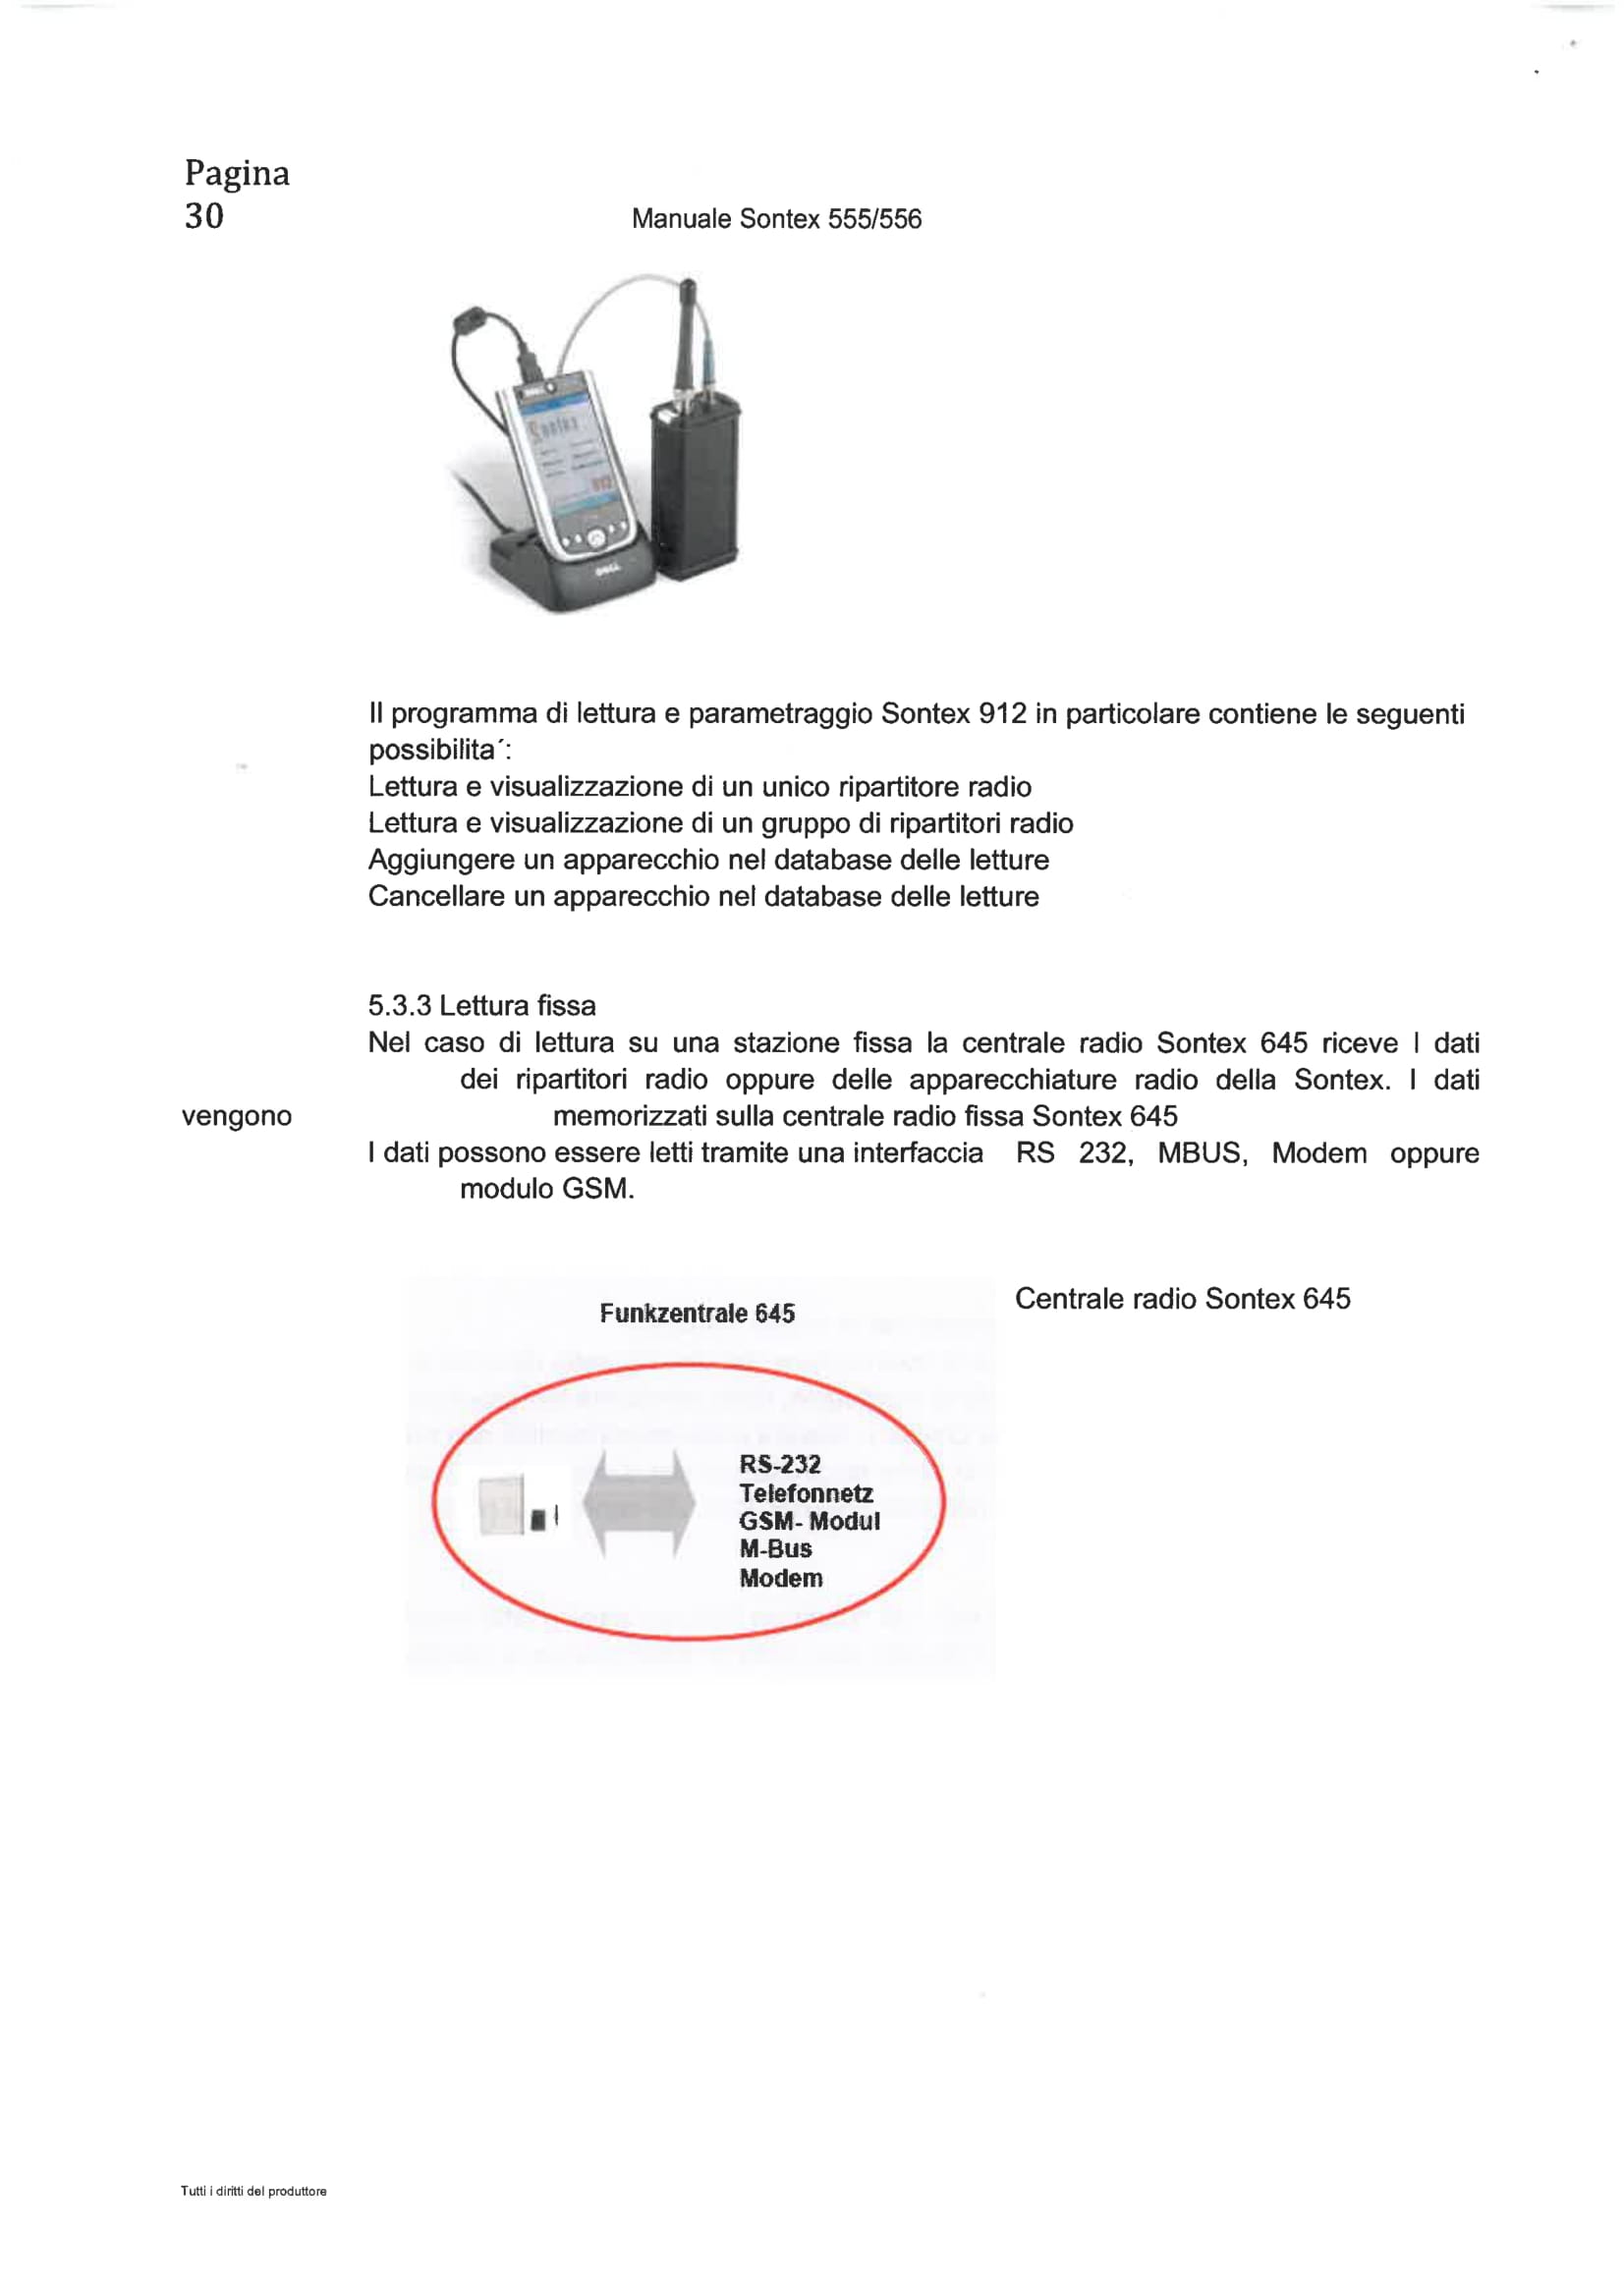 Pagina
30
Manuale Sontex 555/556
Sontex
912
DELL
Il programma di lettura e parametraggio Sontex 912 in particolare contiene le seguenti
possibilita´:
Lettura e visualizzazione di un unico ripartitore radio
Lettura e visualizzazione di un gruppo di ripartitori radio
Aggiungere un apparecchio nel database delle letture
Cancellare un apparecchio nel database delle letture
5.3.3 Lettura fissa
Nel caso di lettura su una stazione fissa la centrale radio Sontex 645 riceve I dati
dei ripartitori radio oppure delle apparecchiature radio della Sontex. I dati
vengono memorizzati sulla centrale radio fissa Sontex 645
I dati possono essere letti tramite una interfaccia RS 232, MBUS, Modem oppure
modulo GSM.
Funkzentrale 645
Centrale radio Sontex 645
RS-232
Telefonnetz
GSM- Modul
M-Bus
Modem
Tutti i diritti del produttore